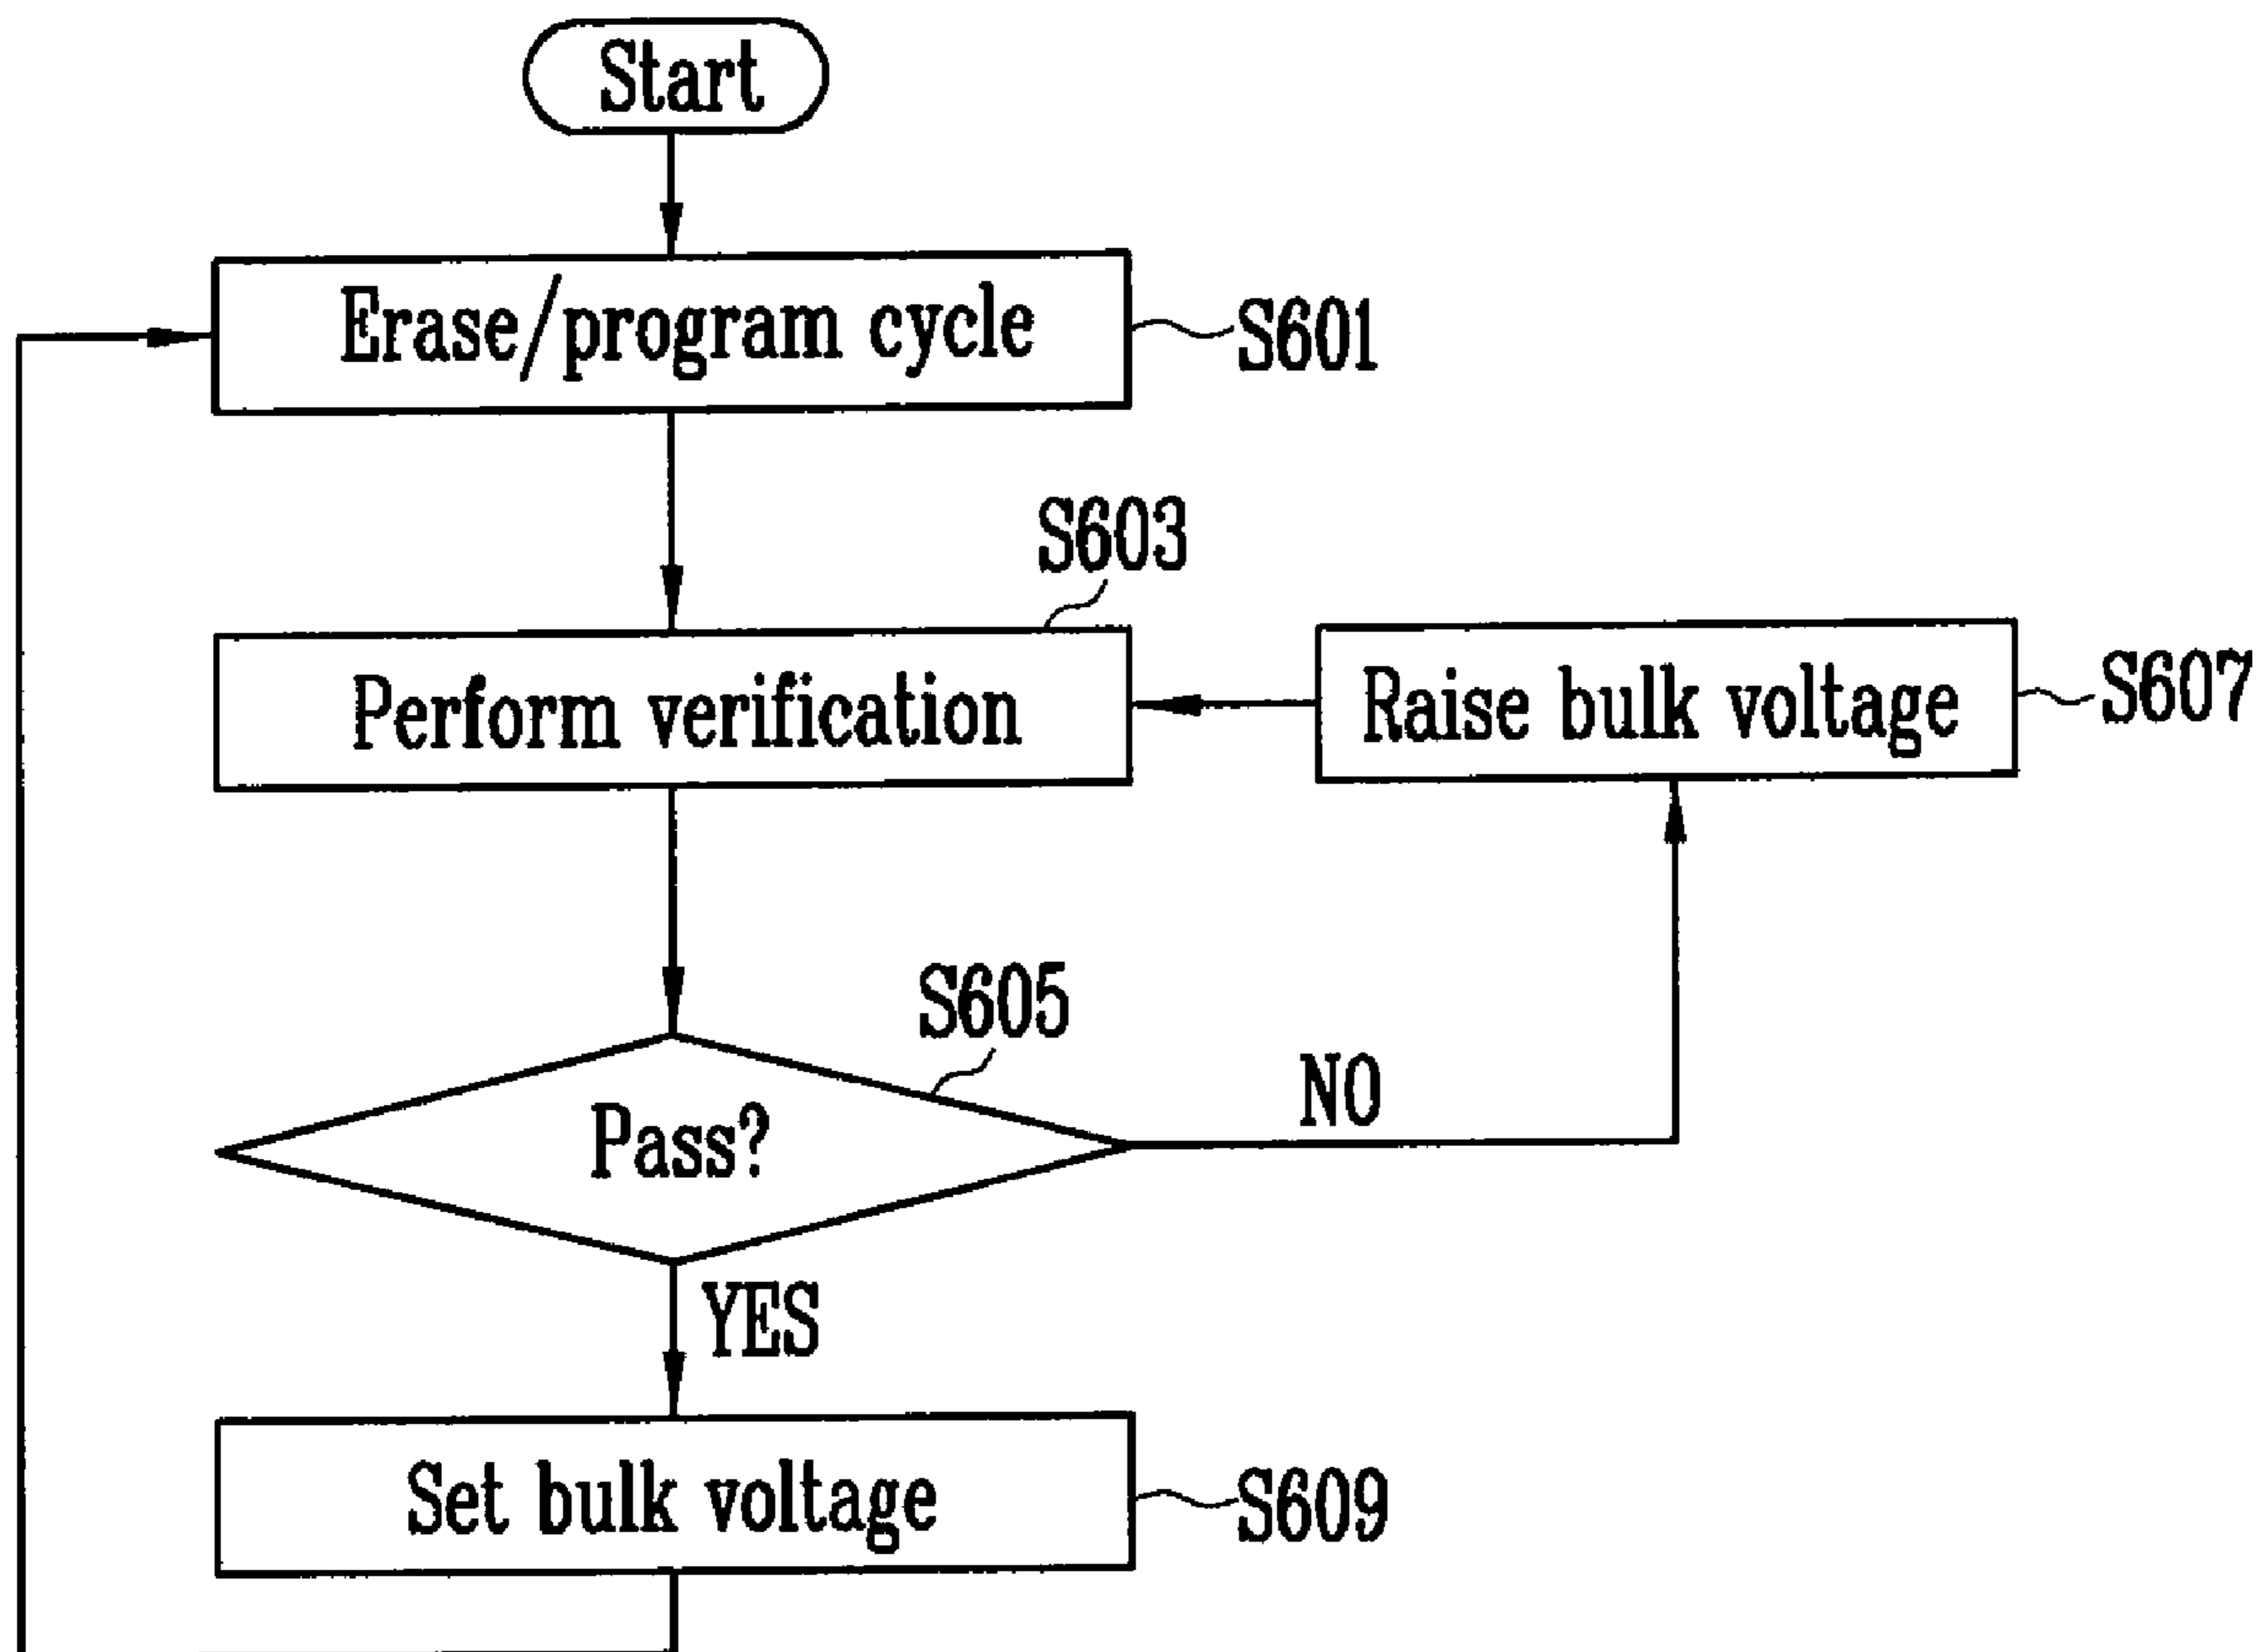 Start
Erase/program cycle
S601
S603
Perform verification
Raise bulk voltage
S607
S605
Pass?
NO
YES
Set bulk voltage
S609